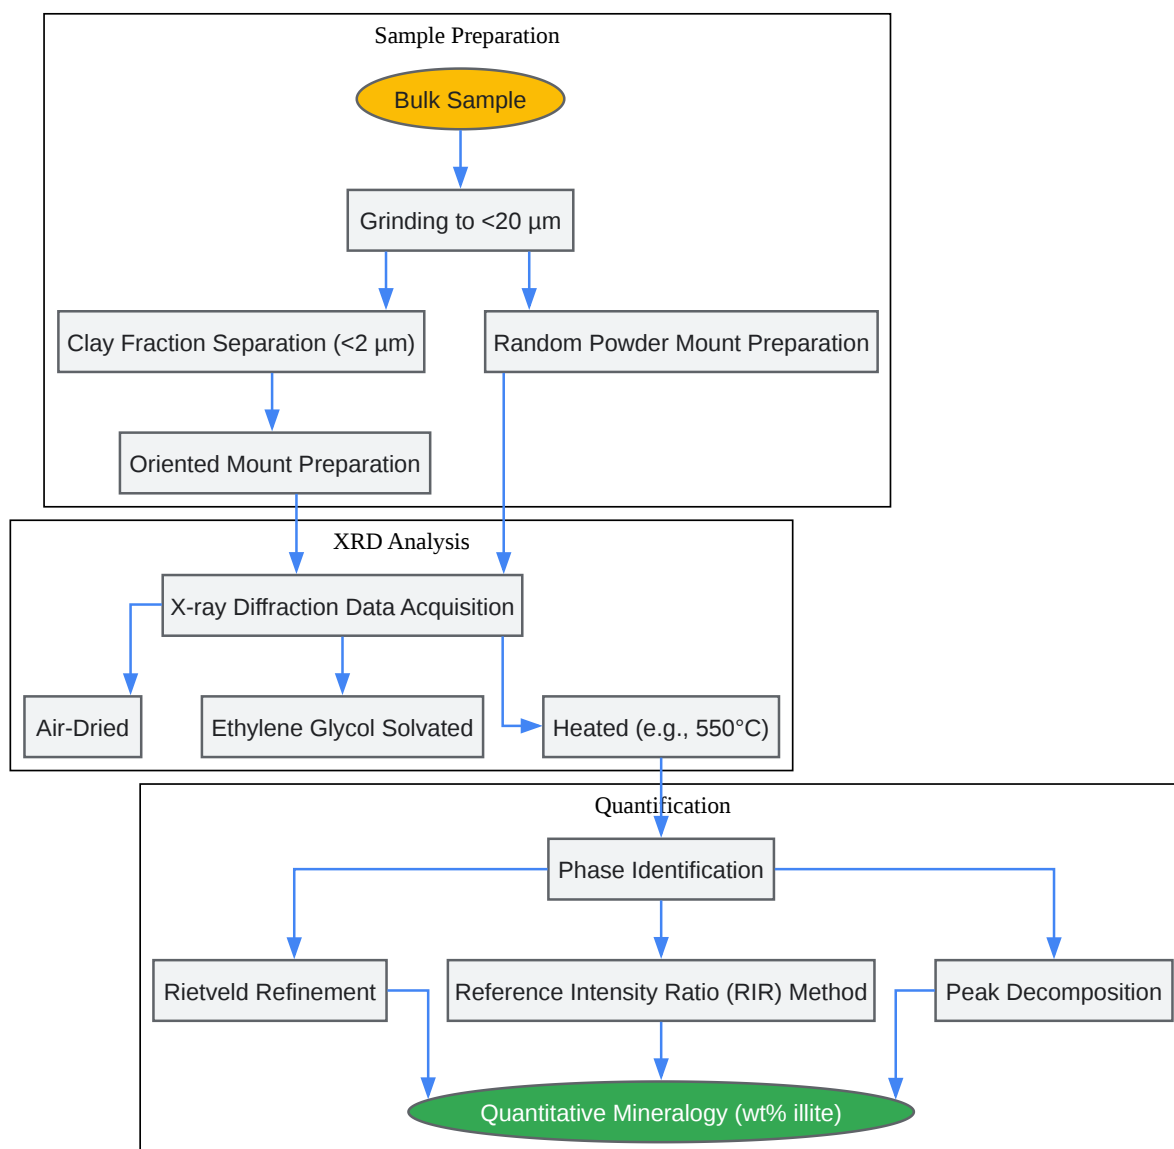 Sample Preparation
Bulk Sample
Grinding to <20 µm
Clay Fraction Separation (<2 µm)
Random Powder Mount Preparation
Oriented Mount Preparation
XRD Analysis
X-ray Diffraction Data Acquisition
Air-Dried
Ethylene Glycol Solvated
Heated (e.g., 550°C)
Quantification
Phase Identification
Rietveld Refinement
Reference Intensity Ratio (RIR) Method
Peak Decomposition
Quantitative Mineralogy (wt% illite)